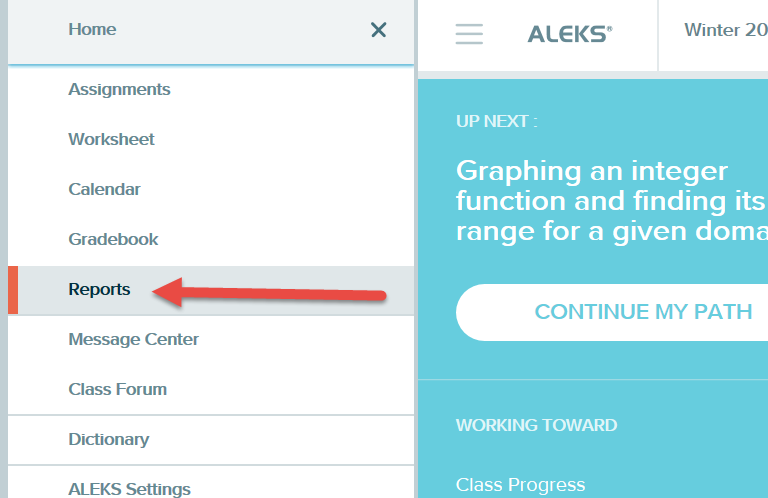 Home
Assignments
Worksheet
Calendar
Gradebook
Reports
Message Center
Class Forum
Dictionary
ALEKS Settings
ALEKS®
Winter 20
UP NEXT :
Graphing an integer
function and finding its
range for a given doma
CONTINUE MY PATH
WORKING TOWARD
Class Progress